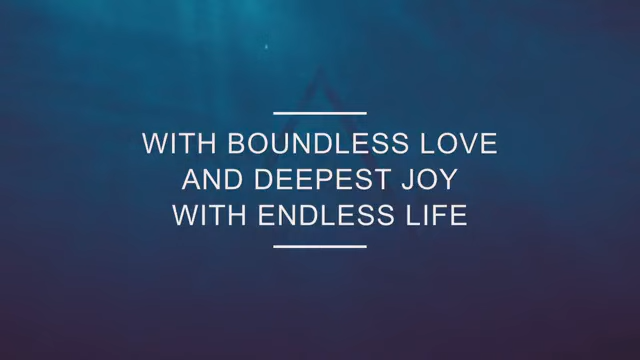 WITH BOUNDLESS LOVE
AND DEEPEST JOY
WITH ENDLESS LIFE